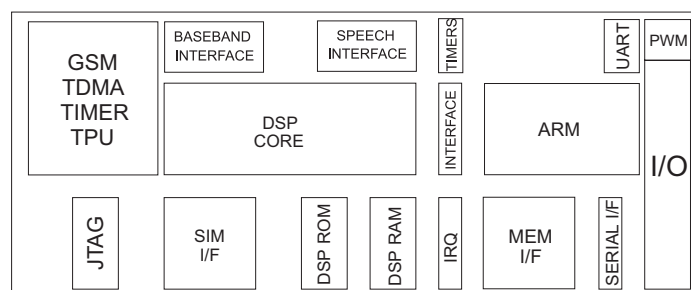 GSM
TDMA
TIMER
TPU
BASEBAND
INTERFACE
SPEECH
INTERFACE
TIMERS
UART
PWM
DSP
CORE
INTERFACE
ARM
I/O
JTAG
SIM
I/F
DSP ROM
DSP RAM
IRQ
MEM
I/F
SERIAL I/F